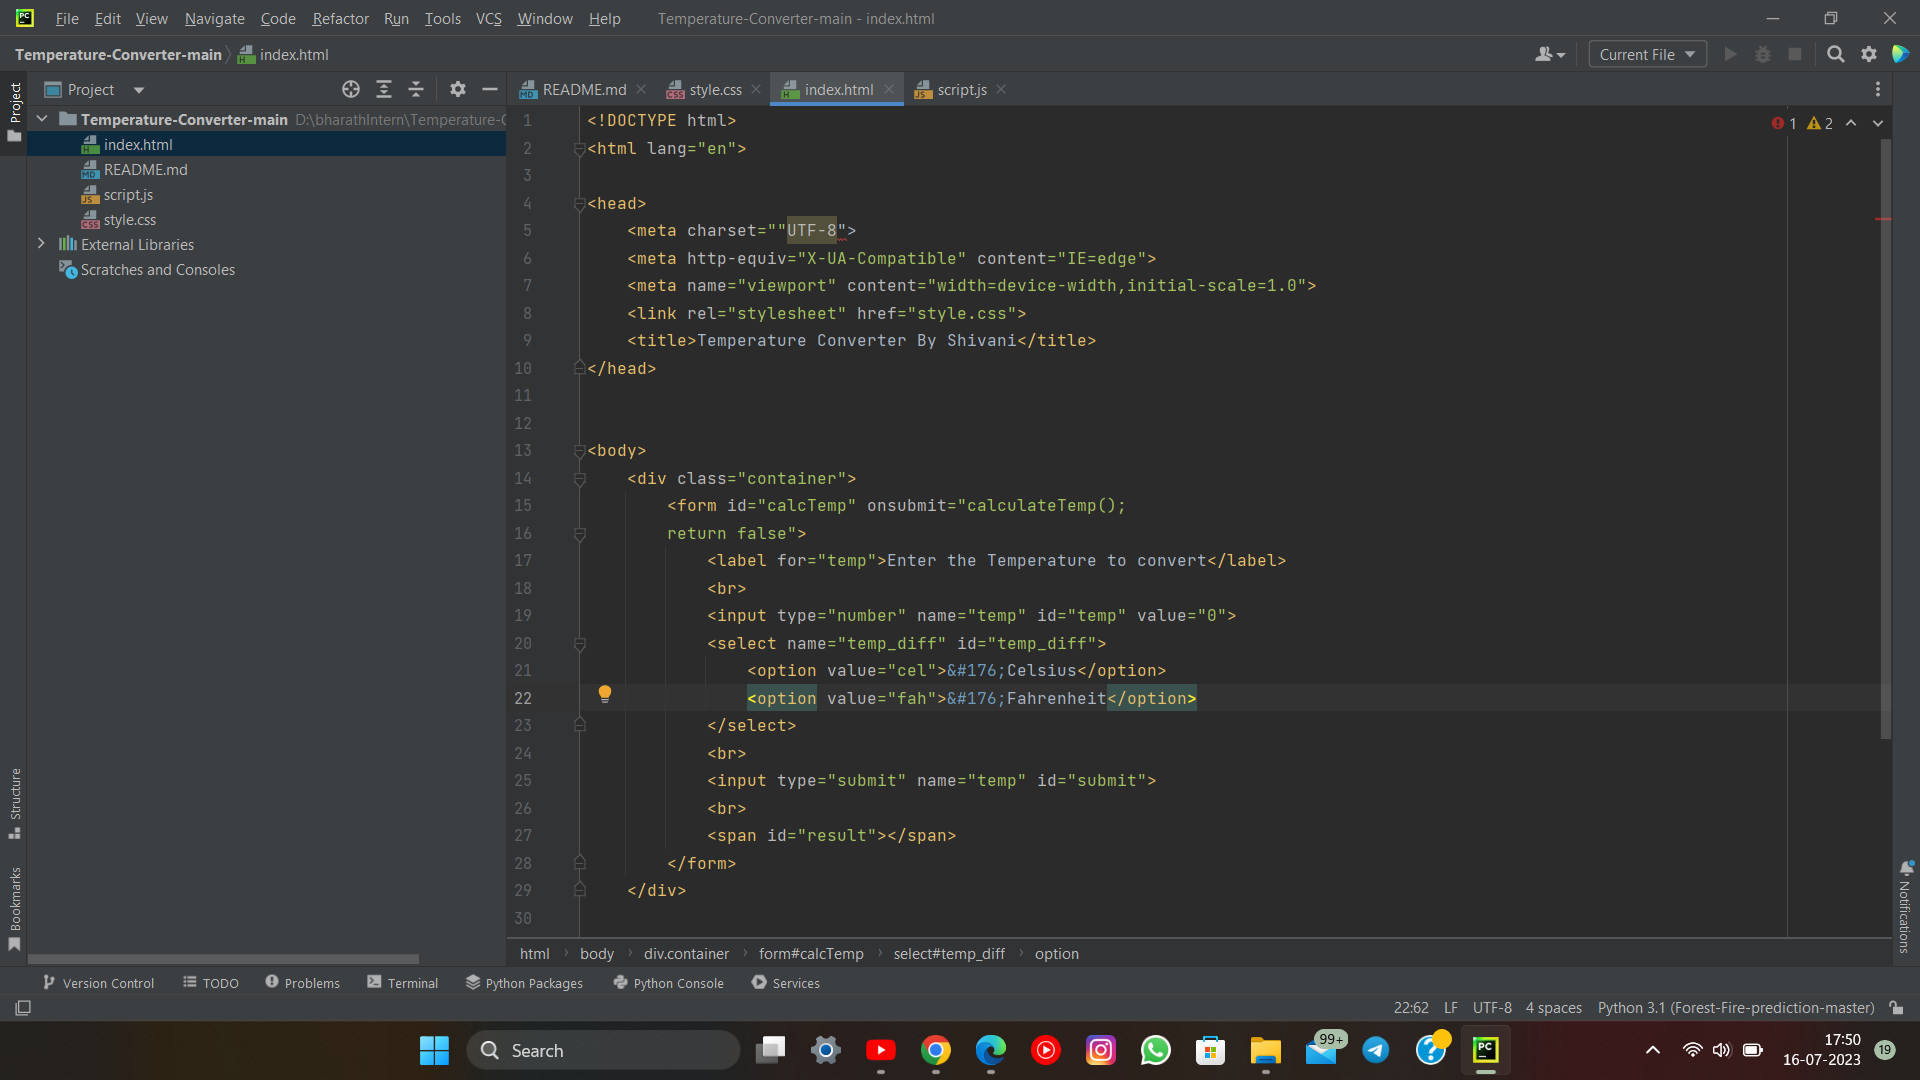 PC File Edit View Navigate Code Refactor Run Tools VCS Window Help Temperature-Converter-main - index.html
Temperature-Converter-main index.html Current File
Project
Project README.md style.css index.html script.js
Temperature-Converter-main D:\bharathIntern\Temperature-C
index.html
README.md
script.js
style.css
External Libraries
Scratches and Consoles
1 <!DOCTYPE html>
1 2
2 <html lang="en">
3
4 <head>
5 <meta charset=""UTF-8">
6 <meta http-equiv="X-UA-Compatible" content="IE=edge">
7 <meta name="viewport" content="width=device-width,initial-scale=1.0">
8 <link rel="stylesheet" href="style.css">
9 <title>Temperature Converter By Shivani</title>
10 </head>
11
12
13 <body>
14 <div class="container">
15 <form id="calcTemp" onsubmit="calculateTemp();
16 return false">
17 <label for="temp">Enter the Temperature to convert</label>
18 <br>
19 <input type="number" name="temp" id="temp" value="0">
20 <select name="temp_diff" id="temp_diff">
21 <option value="cel">&#176;Celsius</option>
22 <option value="fah">&#176;Fahrenheit</option>
23 </select>
24 <br>
25 <input type="submit" name="temp" id="submit">
26 <br>
27 <span id="result"></span>
28 </form>
29 </div>
30
Structure
Bookmarks
Notifications
html body div.container form#calcTemp select#temp_diff option
Version Control TODO Problems Terminal Python Packages Python Console Services
22:62 LF UTF-8 4 spaces Python 3.1 (Forest-Fire-prediction-master)
Search 99+ PC 17:50
16-07-2023 19